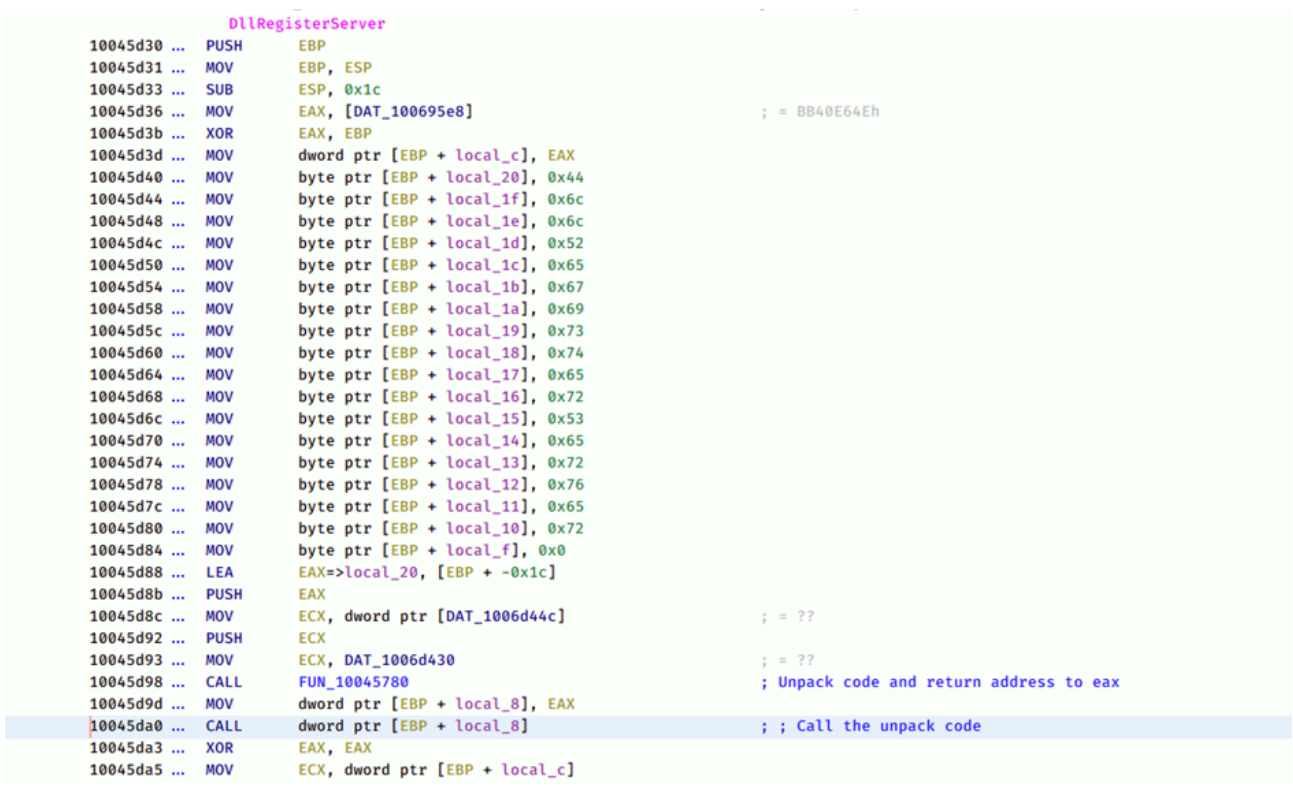 DllRegisterServer
10045d30 ... PUSH EBP
10045d31 ... MOV EBP, ESP
10045d33 ... SUB ESP, 0x1c
10045d36 ... MOV EAX, [DAT_100695e8] ; = BB40E64Eh
10045d3b ... XOR EAX, EBP
10045d3d ... MOV dword ptr [EBP + local_c], EAX
10045d40 ... MOV byte ptr [EBP + local_20], 0x44
10045d44 ... MOV byte ptr [EBP + local_1f], 0x6c
10045d48 ... MOV byte ptr [EBP + local_1e], 0x6c
10045d4c ... MOV byte ptr [EBP + local_1d], 0x52
10045d50 ... MOV byte ptr [EBP + local_1c], 0x65
10045d54 ... MOV byte ptr [EBP + local_1b], 0x67
10045d58 ... MOV byte ptr [EBP + local_1a], 0x69
10045d5c ... MOV byte ptr [EBP + local_19], 0x73
10045d60 ... MOV byte ptr [EBP + local_18], 0x74
10045d64 ... MOV byte ptr [EBP + local_17], 0x65
10045d68 ... MOV byte ptr [EBP + local_16], 0x72
10045d6c ... MOV byte ptr [EBP + local_15], 0x53
10045d70 ... MOV byte ptr [EBP + local_14], 0x65
10045d74 ... MOV byte ptr [EBP + local_13], 0x72
10045d78 ... MOV byte ptr [EBP + local_12], 0x76
10045d7c ... MOV byte ptr [EBP + local_11], 0x65
10045d80 ... MOV byte ptr [EBP + local_10], 0x72
10045d84 ... MOV byte ptr [EBP + local_f], 0x0
10045d88 ... LEA EAX=>local_20, [EBP + -0x1c]
10045d8b ... PUSH EAX
10045d8c ... MOV ECX, dword ptr [DAT_1006d44c] ; = ??
10045d92 ... PUSH ECX
10045d93 ... MOV ECX, DAT_1006d430 ; = ??
10045d98 ... CALL FUN_10045780 ; Unpack code and return address to eax
10045d9d ... MOV dword ptr [EBP + local_8], EAX
10045da0 ... CALL dword ptr [EBP + local_8] ; ; Call the unpack code
10045da3 ... XOR EAX, EAX
10045da5 ... MOV ECX, dword ptr [EBP + local_c]